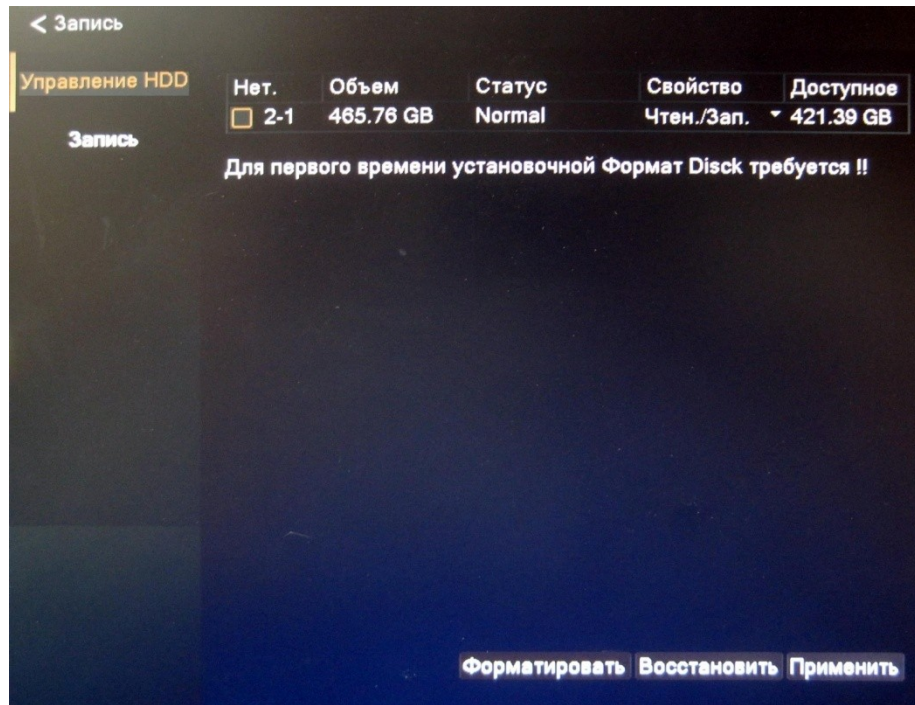 < Запись
Управление HDD
Запись
Нет. Объем Статус Свойство Доступное
2-1 465.76 GB Normal Чтен./Зап. 421.39 GB
Для первого времени установочной Формат Disck требуется !!
Форматировать Восстановить Применить